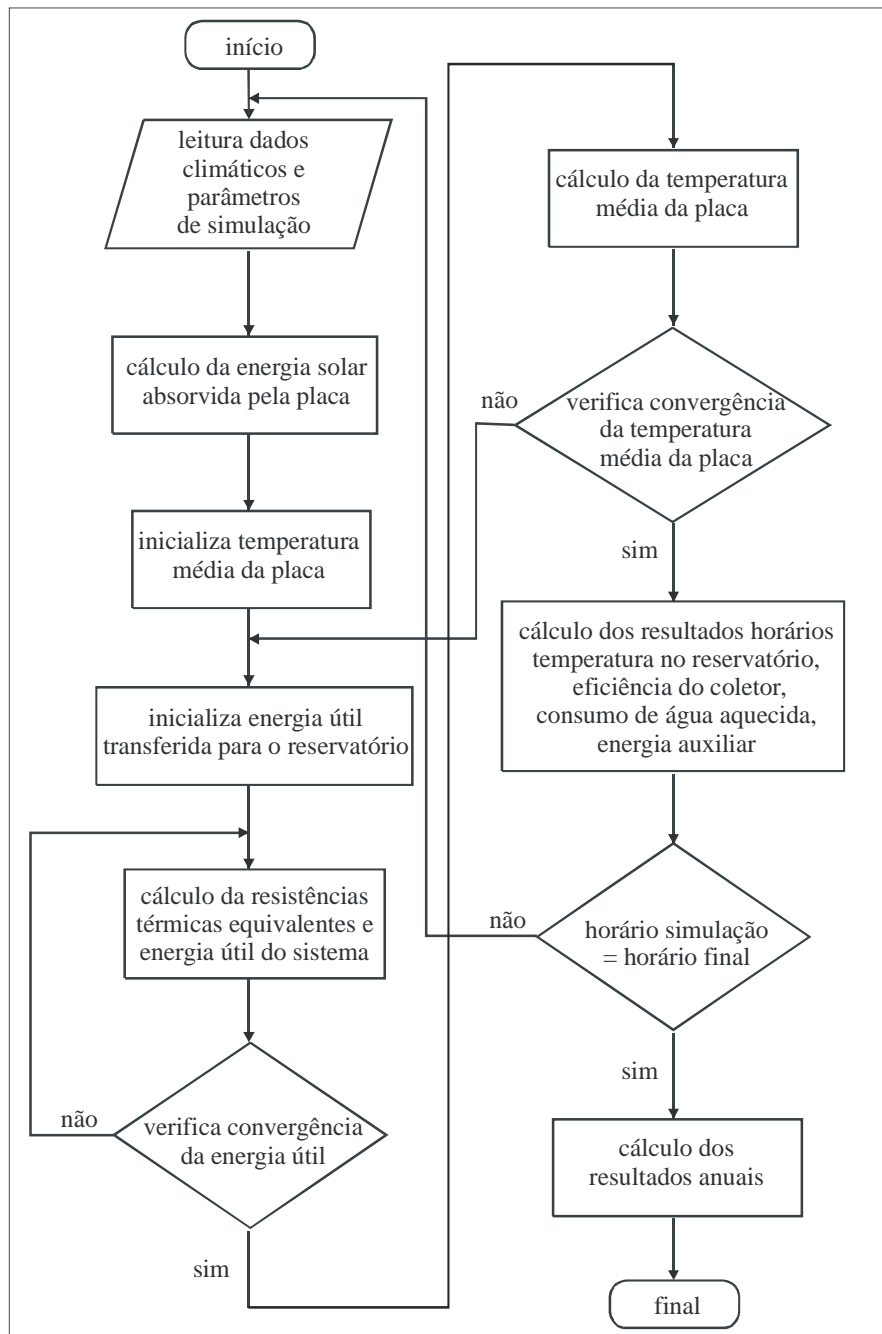 início
leitura dados
climáticos e
parâmetros
de simulação
cálculo da energia solar
absorvida pela placa
inicializa temperatura
média da placa
inicializa energia útil
transferida para o reservatório
cálculo da resistências
térmicas equivalentes e
energia útil do sistema
não
verifica convergência
da energia útil
sim
cálculo da temperatura
média da placa
não
verifica convergência
da temperatura
média da placa
sim
cálculo dos resultados horários
temperatura no reservatório,
eficiência do coletor,
consumo de água aquecida,
energia auxiliar
não
horário simulação
= horário final
sim
cálculo dos
resultados anuais
final